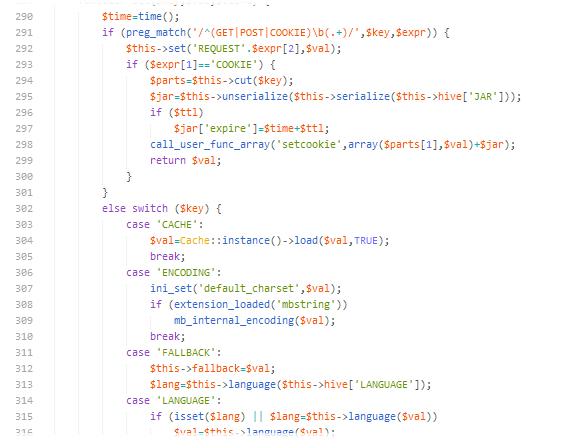 290 $time=time();
291 if (preg_match('/^(GET|POST|COOKIE)\b(.+)/',$key,$expr)) {
292 $this->set('REQUEST'.$expr[2],$val);
293 if ($expr[1]=='COOKIE') {
294 $parts=$this->cut($key);
295 $jar=$this->unserialize($this->serialize($this->hive['JAR']));
296 if ($ttl)
297 $jar['expire']=$time+$ttl;
298 call_user_func_array('setcookie',array($parts[1],$val)+$jar);
299 return $val;
300 }
301 }
302 else switch ($key) {
303 case 'CACHE':
304 $val=Cache::instance()->load($val,TRUE);
305 break;
306 case 'ENCODING':
307 ini_set('default_charset',$val);
308 if (extension_loaded('mbstring'))
309 mb_internal_encoding($val);
310 break;
311 case 'FALLBACK':
312 $this->fallback=$val;
313 $lang=$this->language($this->hive['LANGUAGE']);
314 case 'LANGUAGE':
315 if (isset($lang) || $lang=$this->language($val))
316 $val=$this->language($val);